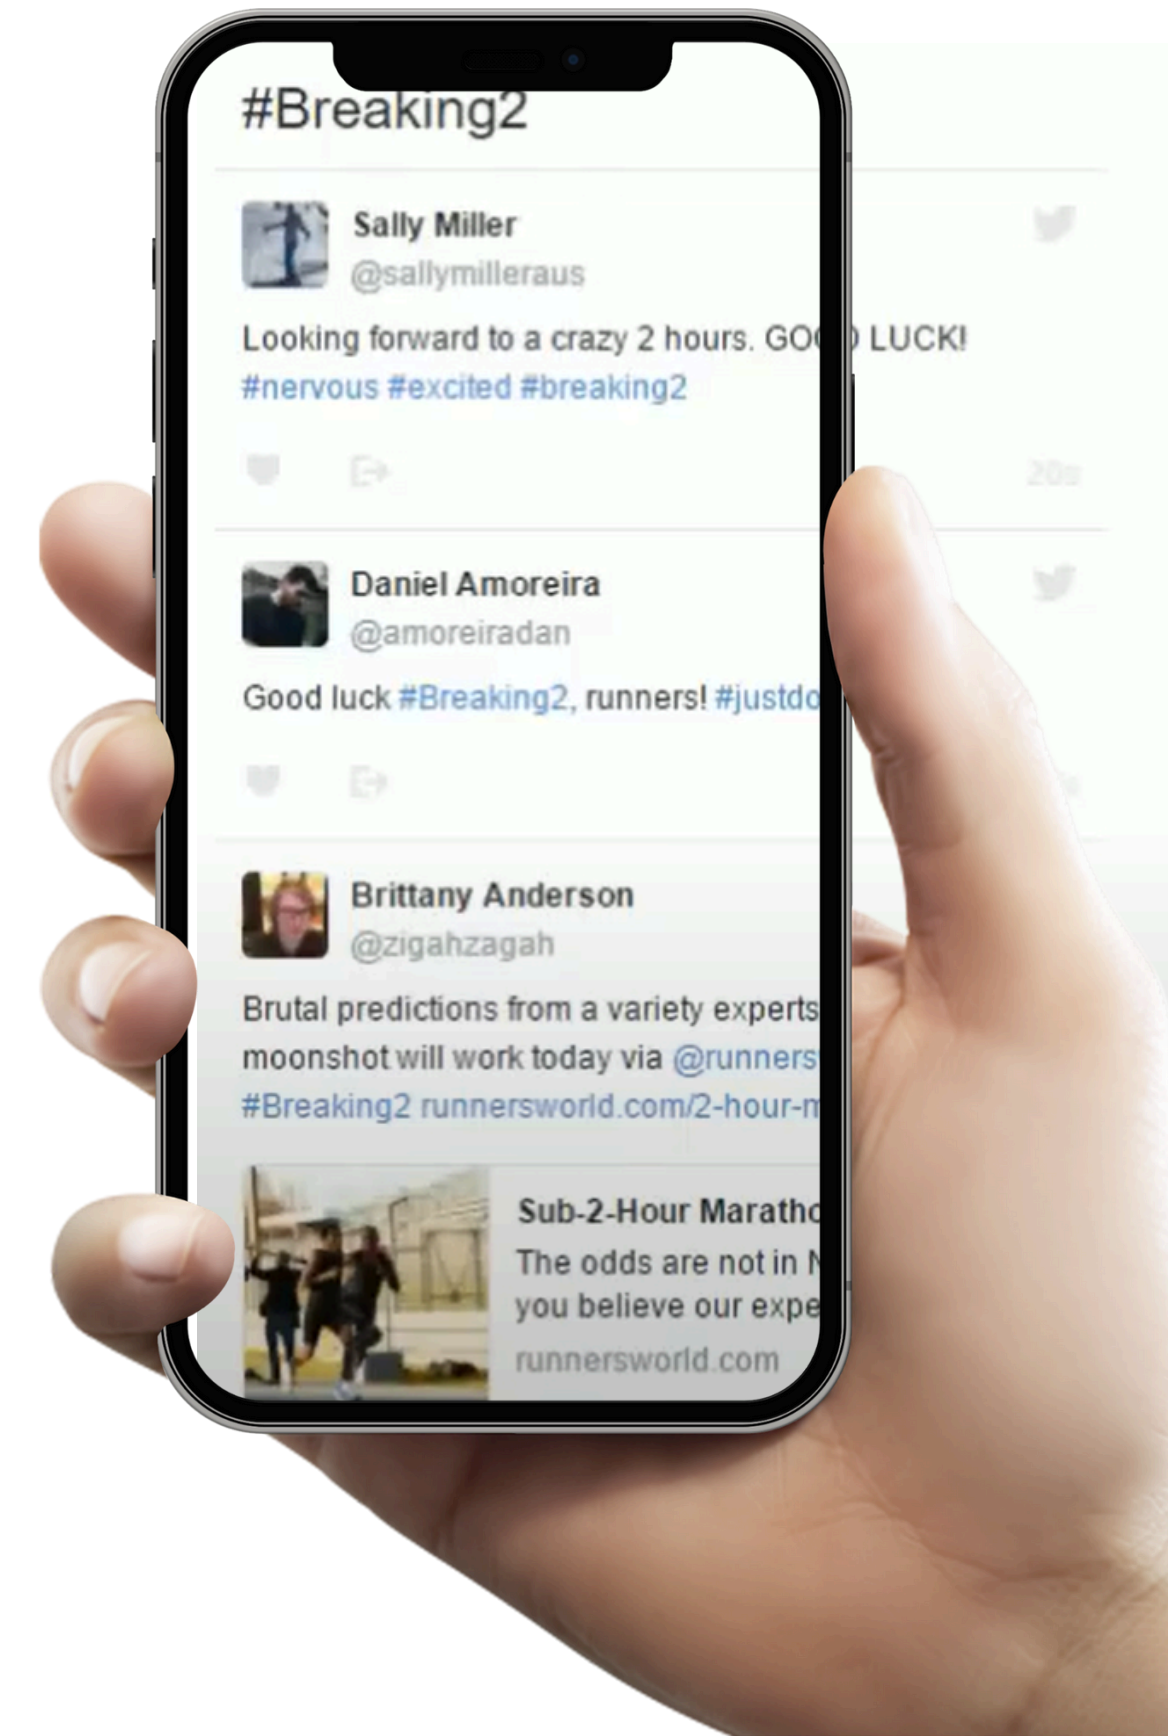 #Breaking2
Sally Miller
@sallymilleraus
Looking forward to a crazy 2 hours. GOOD LUCK!
#nervous #excited #breaking2
20s
Daniel Amoreira
@amoreiradan
Good luck #Breaking2, runners! #justdo
Brittany Anderson
@zigahzagah
Brutal predictions from a variety experts
moonshot will work today via @runners
#Breaking2 runnersworld.com/2-hour-m
Sub-2-Hour Maratho
The odds are not in N
you believe our expe
runnersworld.com